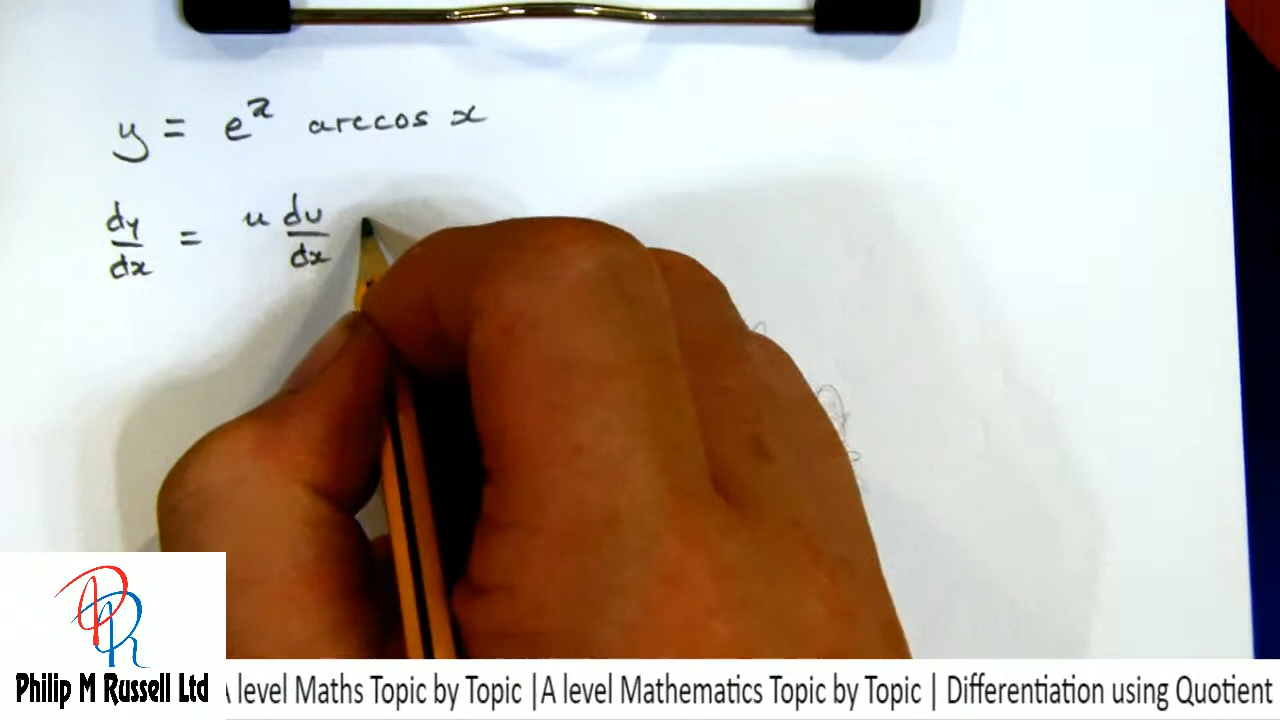 y = e^x arccos x
dy/dx = u dv/dx
Philip M Russell Ltd
A level Maths Topic by Topic |A level Mathematics Topic by Topic | Differentiation using Quotient